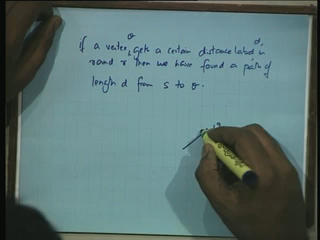 if a vertex v gets a certain distance label d, in
round r then we have found a path of
length d from s to v.